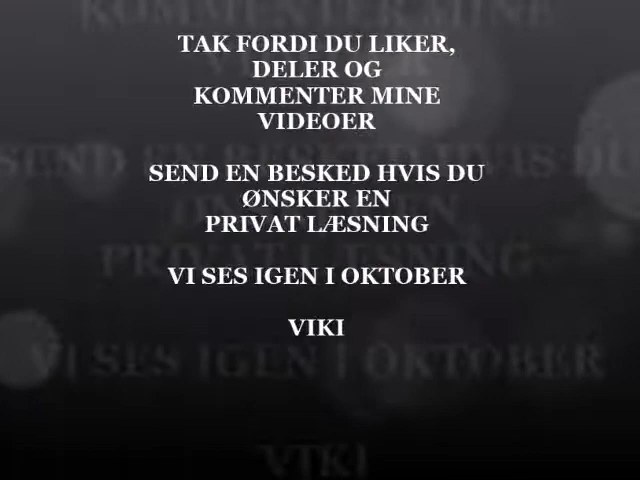 TAK FORDI DU LIKER,
DELER OG
KOMMENTER MINE
VIDEOER
SEND EN BESKED HVIS DU
ØNSKER EN
PRIVAT LÆSNING
VI SES IGEN I OKTOBER
VIKI